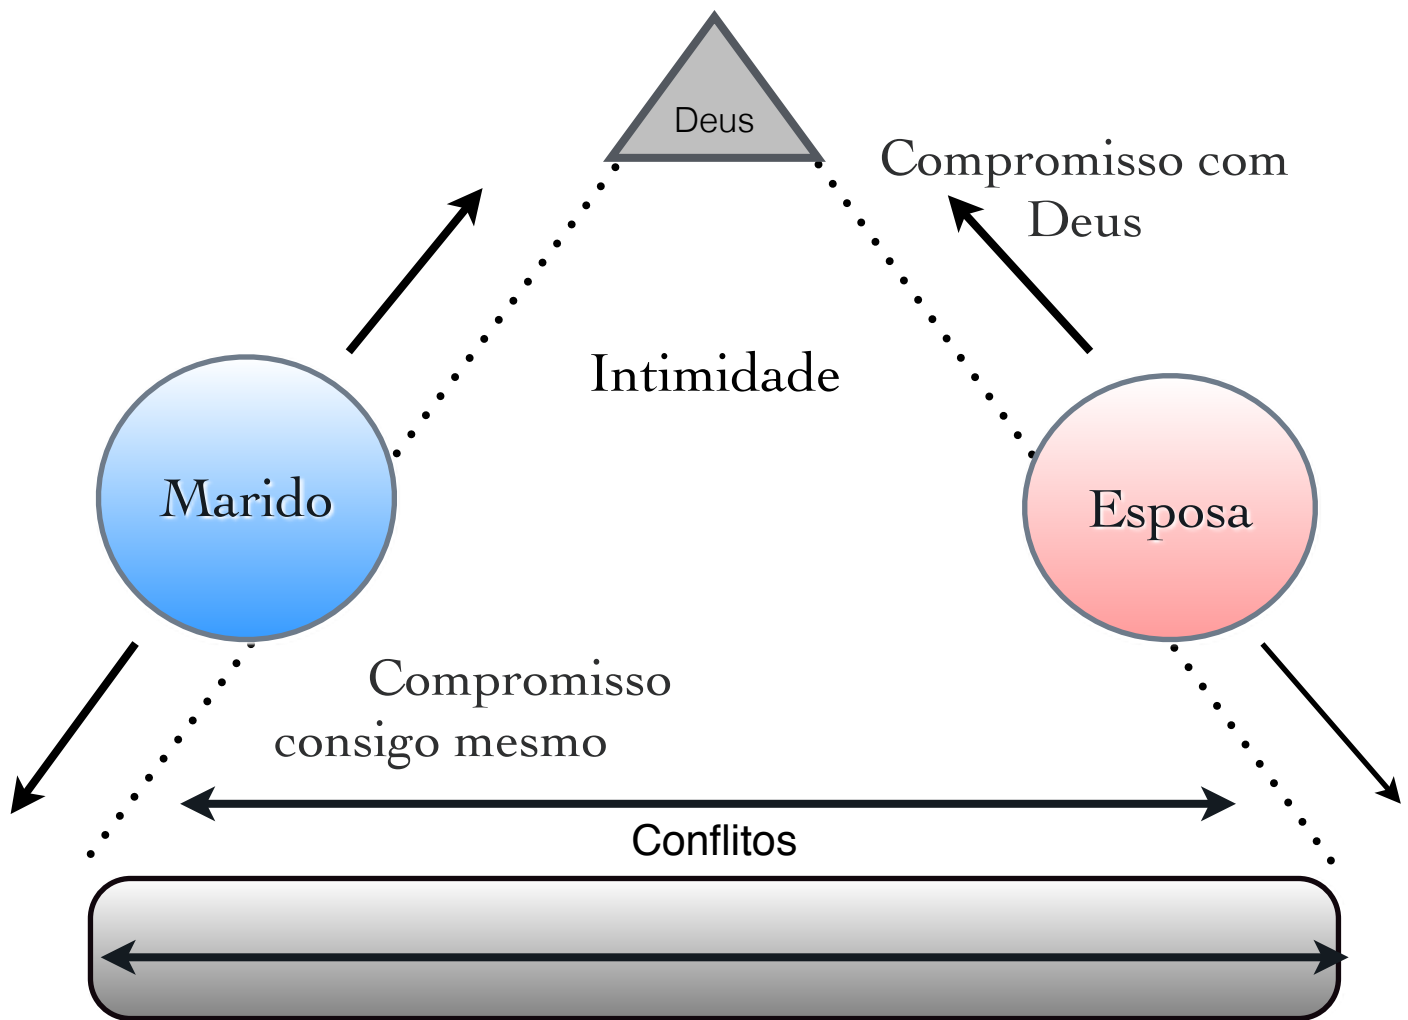 Deus
Compromisso com
Deus
Intimidade
Marido
Esposa
Compromisso
consigo mesmo
Conflitos